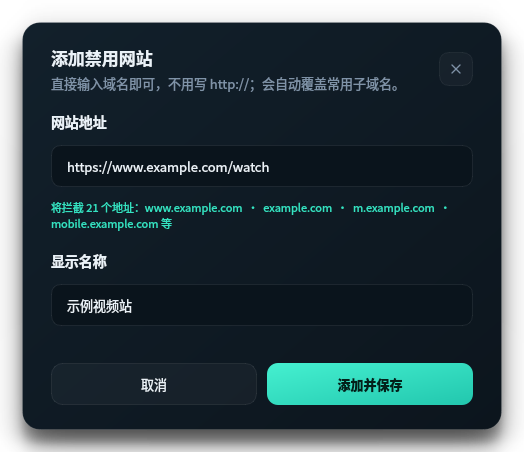 添加禁用网站
直接输入域名即可，不用写 http://；会自动覆盖常用子域名。
网站地址
https://www.example.com/watch
将拦截 21 个地址：www.example.com · example.com · m.example.com ·
mobile.example.com 等
显示名称
示例视频站
取消
添加并保存